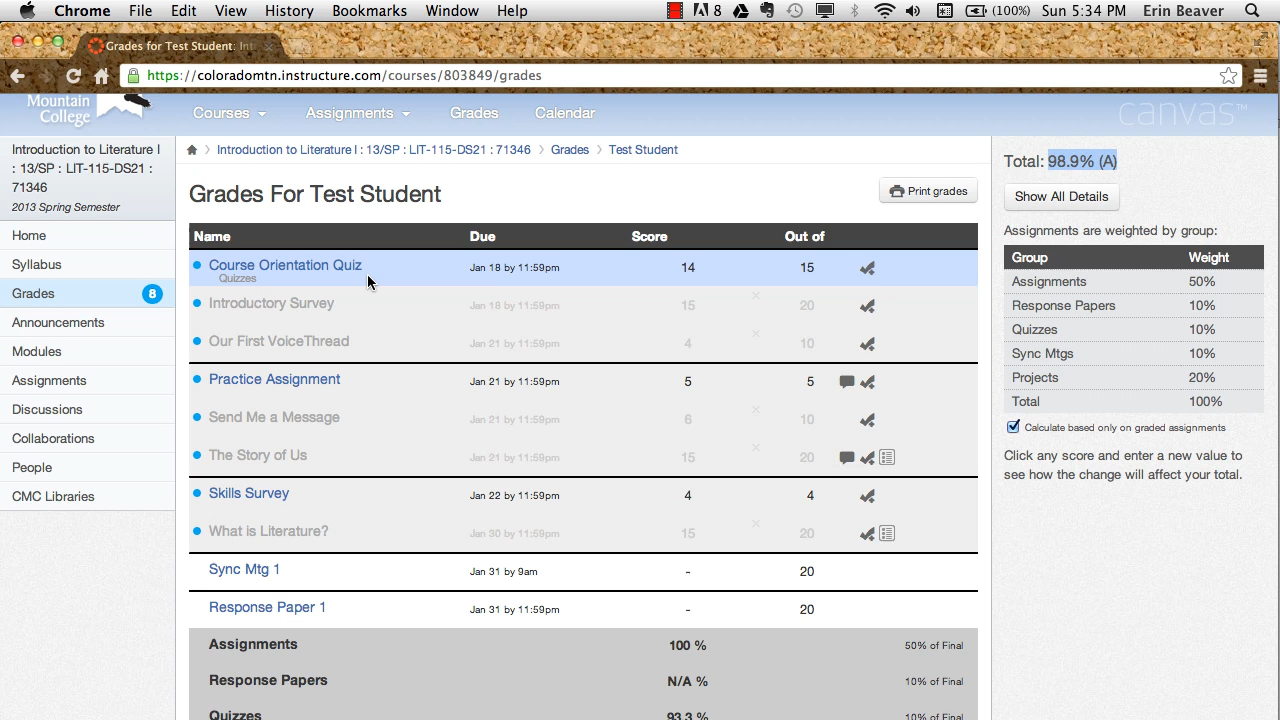 Chrome File Edit View History Bookmarks Window Help 8 (100%) Sun 5:34 PM Erin Beaver
Grades for Test Student: Int
https://coloradomtn.instructure.com/courses/803849/grades
Mountain College
Courses Assignments Grades Calendar
canvas™
Introduction to Literature I
: 13/SP : LIT-115-DS21 :
71346
2013 Spring Semester
Home
Syllabus
Grades 8
Announcements
Modules
Assignments
Discussions
Collaborations
People
CMC Libraries
Introduction to Literature I : 13/SP : LIT-115-DS21 : 71346 Grades Test Student
Grades For Test Student
Print grades
Name Due Score Out of
Course Orientation Quiz Jan 18 by 11:59pm 14 15
Quizzes
Introductory Survey Jan 18 by 11:59pm 15 × 20
Our First VoiceThread Jan 21 by 11:59pm 4 × 10
Practice Assignment Jan 21 by 11:59pm 5 5
Send Me a Message Jan 21 by 11:59pm 6 × 10
The Story of Us Jan 21 by 11:59pm 15 × 20
Skills Survey Jan 22 by 11:59pm 4 4
What is Literature? Jan 30 by 11:59pm 15 × 20
Sync Mtg 1 Jan 31 by 9am - 20
Response Paper 1 Jan 31 by 11:59pm - 20
Assignments 100 % 50% of Final
Response Papers N/A % 10% of Final
Quizzes 93.3 % 10% of Final
Total: 98.9% (A)
Show All Details
Assignments are weighted by group:
Group Weight
Assignments 50%
Response Papers 10%
Quizzes 10%
Sync Mtgs 10%
Projects 20%
Total 100%
Calculate based only on graded assignments
Click any score and enter a new value to
see how the change will affect your total.